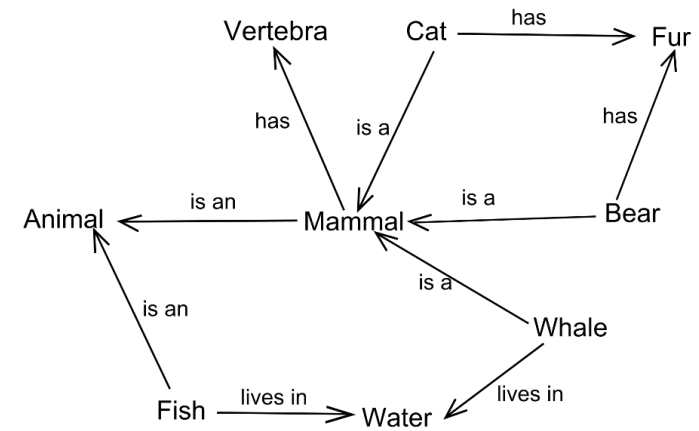 Vertebra
Cat
has
Fur
has
is a
has
Animal
is an
Mammal
is a
Bear
is an
is a
Whale
Fish
lives in
Water
lives in